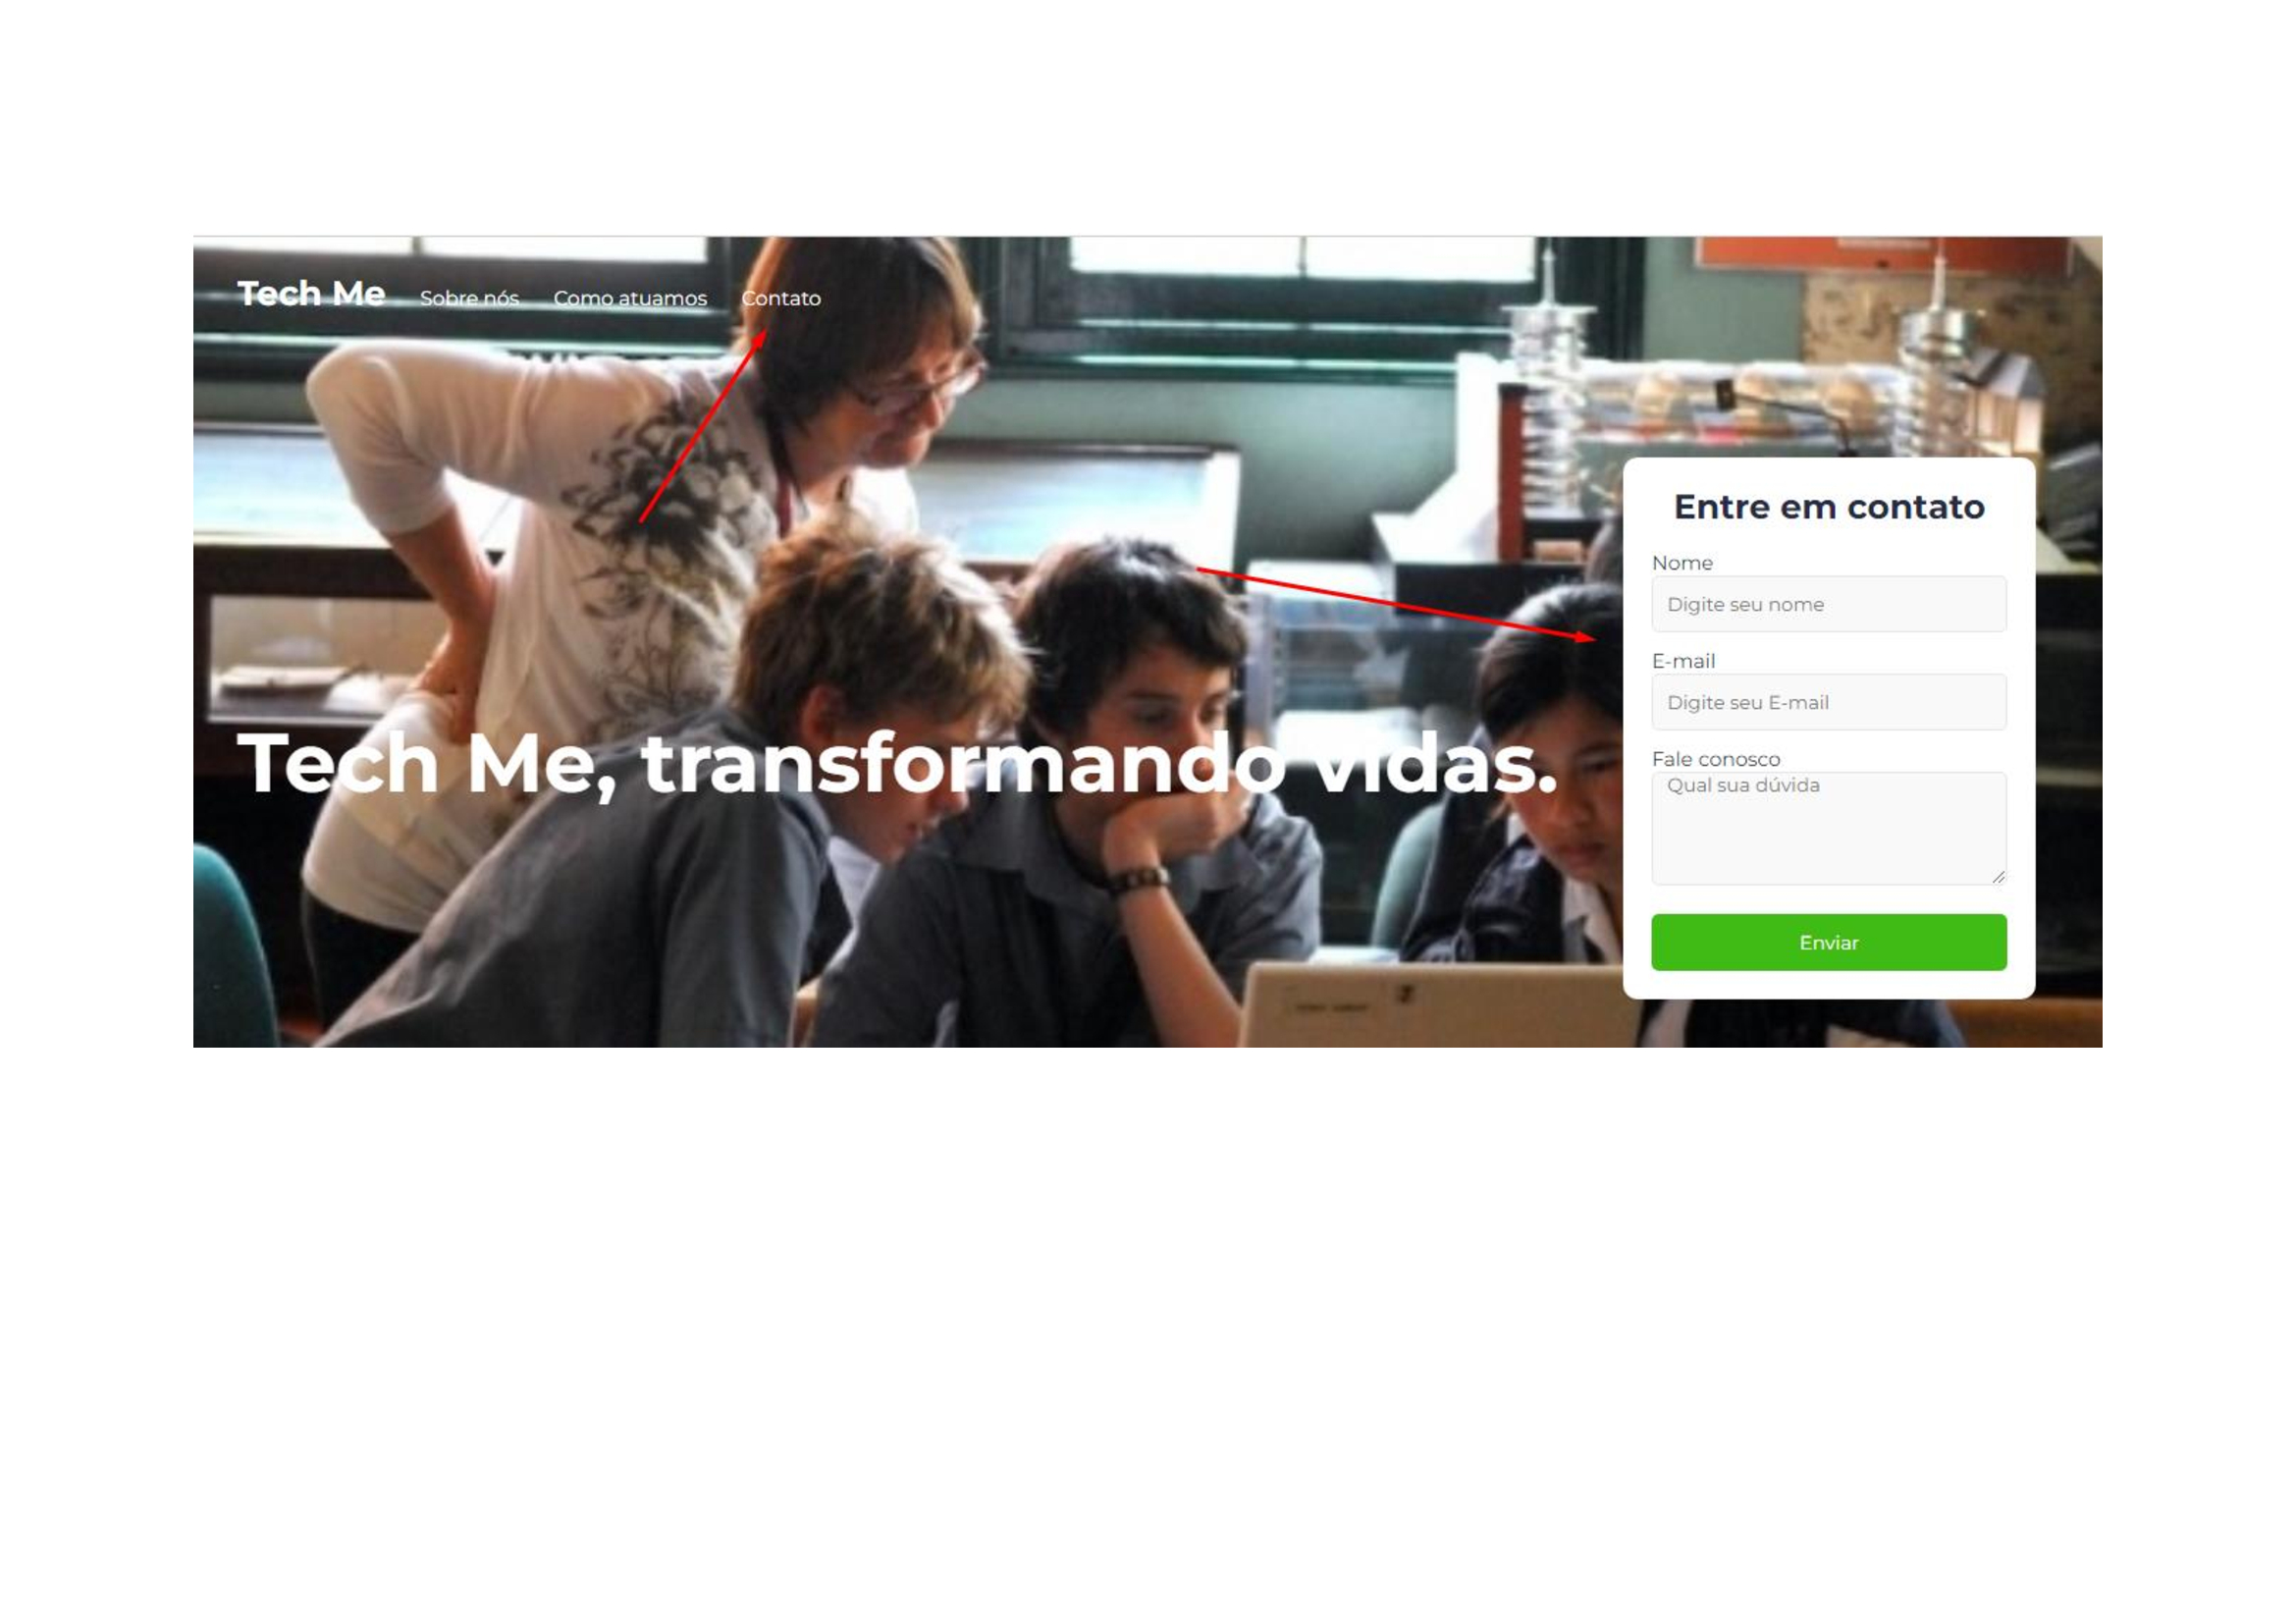 Tech Me Sobre nós Como atuamos Contato
Entre em contato
Nome
Digite seu nome
E-mail
Digite seu E-mail
Tech Me, transformando vidas.
Fale conosco
Qual sua dúvida
Enviar